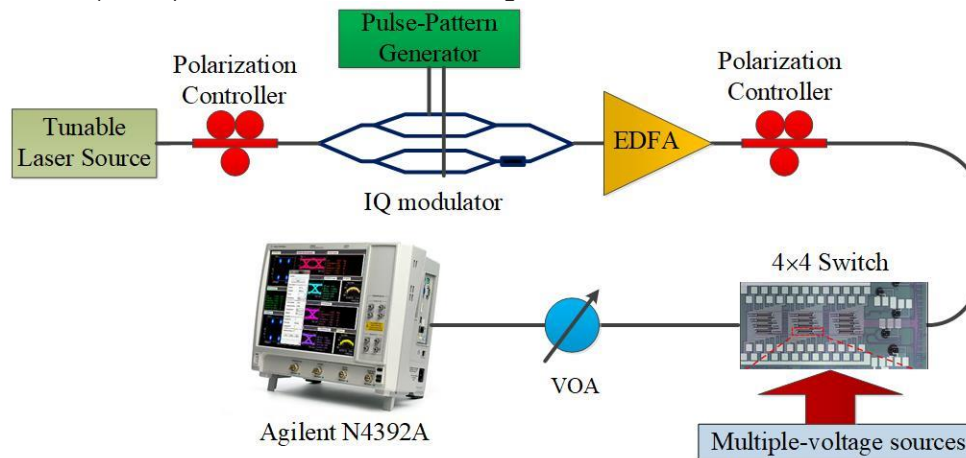 Pulse-Pattern
Generator
Polarization
Controller
Polarization
Controller
Tunable
Laser Source
EDFA
IQ modulator
4×4 Switch
VOA
Agilent N4392A
Multiple-voltage sources